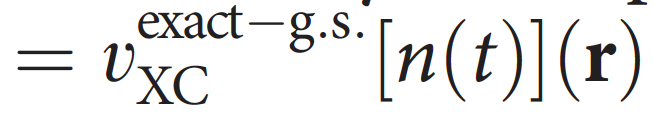 = v_XC^exact−g.s. [n(t)](r)